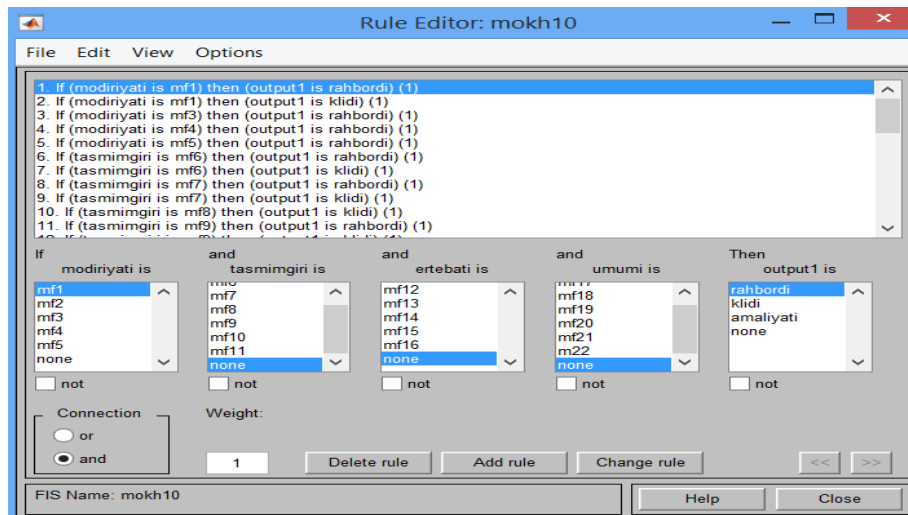 Rule Editor: mokh10
File Edit View Options
1. If (modiriyati is mf1) then (output1 is rahbordi) (1)
2. If (modiriyati is mf1) then (output1 is klidi) (1)
3. If (modiriyati is mf3) then (output1 is rahbordi) (1)
4. If (modiriyati is mf4) then (output1 is rahbordi) (1)
5. If (modiriyati is mf5) then (output1 is rahbordi) (1)
6. If (tasmimgiri is mf6) then (output1 is rahbordi) (1)
7. If (tasmimgiri is mf6) then (output1 is klidi) (1)
8. If (tasmimgiri is mf7) then (output1 is rahbordi) (1)
9. If (tasmimgiri is mf7) then (output1 is klidi) (1)
10. If (tasmimgiri is mf8) then (output1 is klidi) (1)
11. If (tasmimgiri is mf9) then (output1 is rahbordi) (1)
If
modiriyati is
mf1
mf2
mf3
mf4
mf5
none
not
and
tasmimgiri is
mf7
mf8
mf9
mf10
mf11
none
not
and
ertebati is
mf12
mf13
mf14
mf15
mf16
none
not
and
umumi is
mf18
mf19
mf20
mf21
m22
none
not
Then
output1 is
rahbordi
klidi
amaliyati
none
not
Connection
or
and
Weight:
1
Delete rule
Add rule
Change rule
<<
>>
FIS Name: mokh10
Help
Close